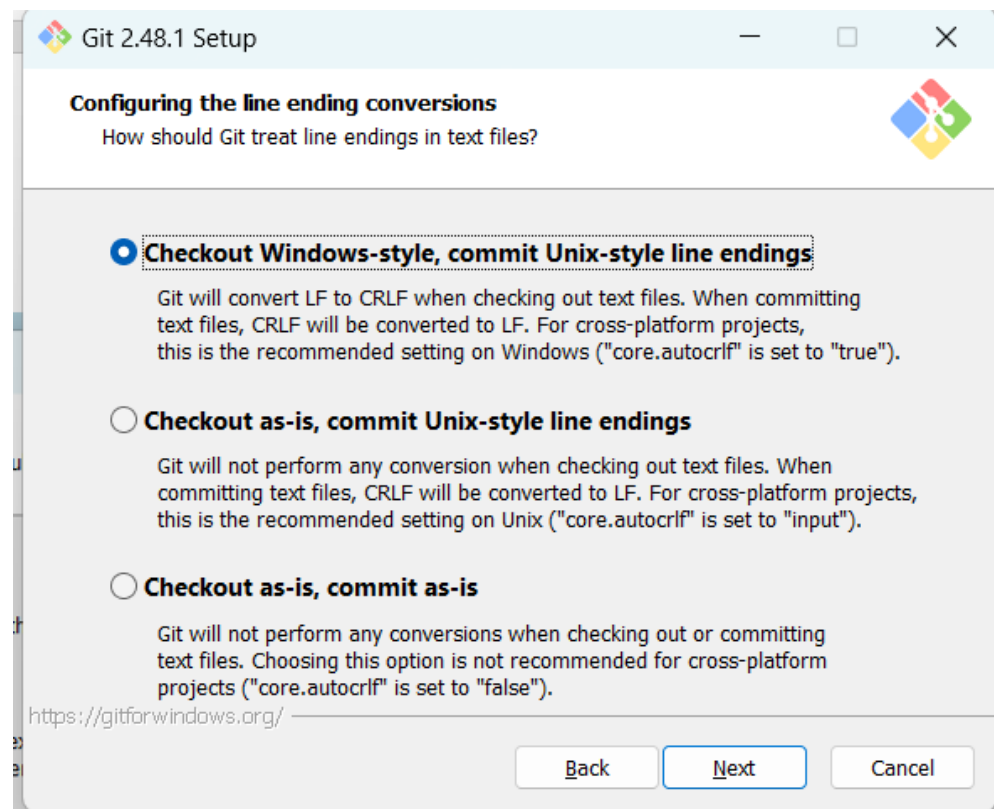 Git 2.48.1 Setup
Configuring the line ending conversions
How should Git treat line endings in text files?
Checkout Windows-style, commit Unix-style line endings
Git will convert LF to CRLF when checking out text files. When committing
text files, CRLF will be converted to LF. For cross-platform projects,
this is the recommended setting on Windows ("core.autocrlf" is set to "true").
Checkout as-is, commit Unix-style line endings
Git will not perform any conversion when checking out text files. When
committing text files, CRLF will be converted to LF. For cross-platform projects,
this is the recommended setting on Unix ("core.autocrlf" is set to "input").
Checkout as-is, commit as-is
Git will not perform any conversions when checking out or committing
text files. Choosing this option is not recommended for cross-platform
projects ("core.autocrlf" is set to "false").
https://gitforwindows.org/
Back Next Cancel